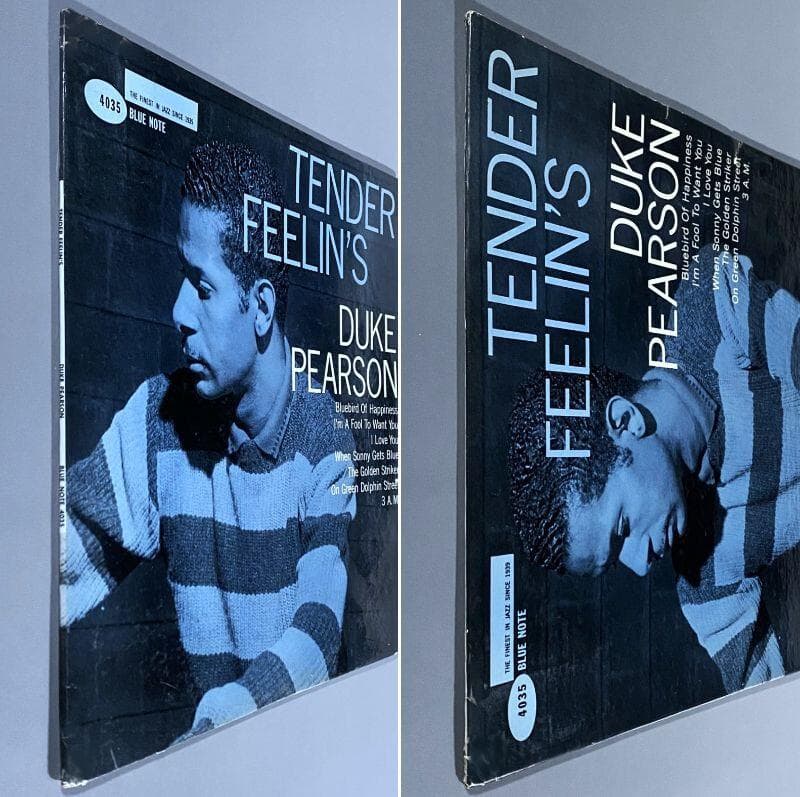 4035
THE FINEST IN JAZZ SINCE 1939
BLUE NOTE
TENDER
FEELIN'S
DUKE
PEARSON
Bluebird Of Happiness
I'm A Fool To Want You
I Love You
When Sonny Gets Blue
The Golden Striker
On Green Dolphin Stree
3 A.M
TENDER FEELIN'S DUKE PEARSON BLUE NOTE 4035
TENDER
FEELIN'S
DUKE
PEARSON
Bluebird Of Happiness
I'm A Fool To Want You
I Love You
When Sonny Gets Blue
The Golden Striker
On Green Dolphin Street
3 A.M.
4035
THE FINEST IN JAZZ SINCE 1939
BLUE NOTE